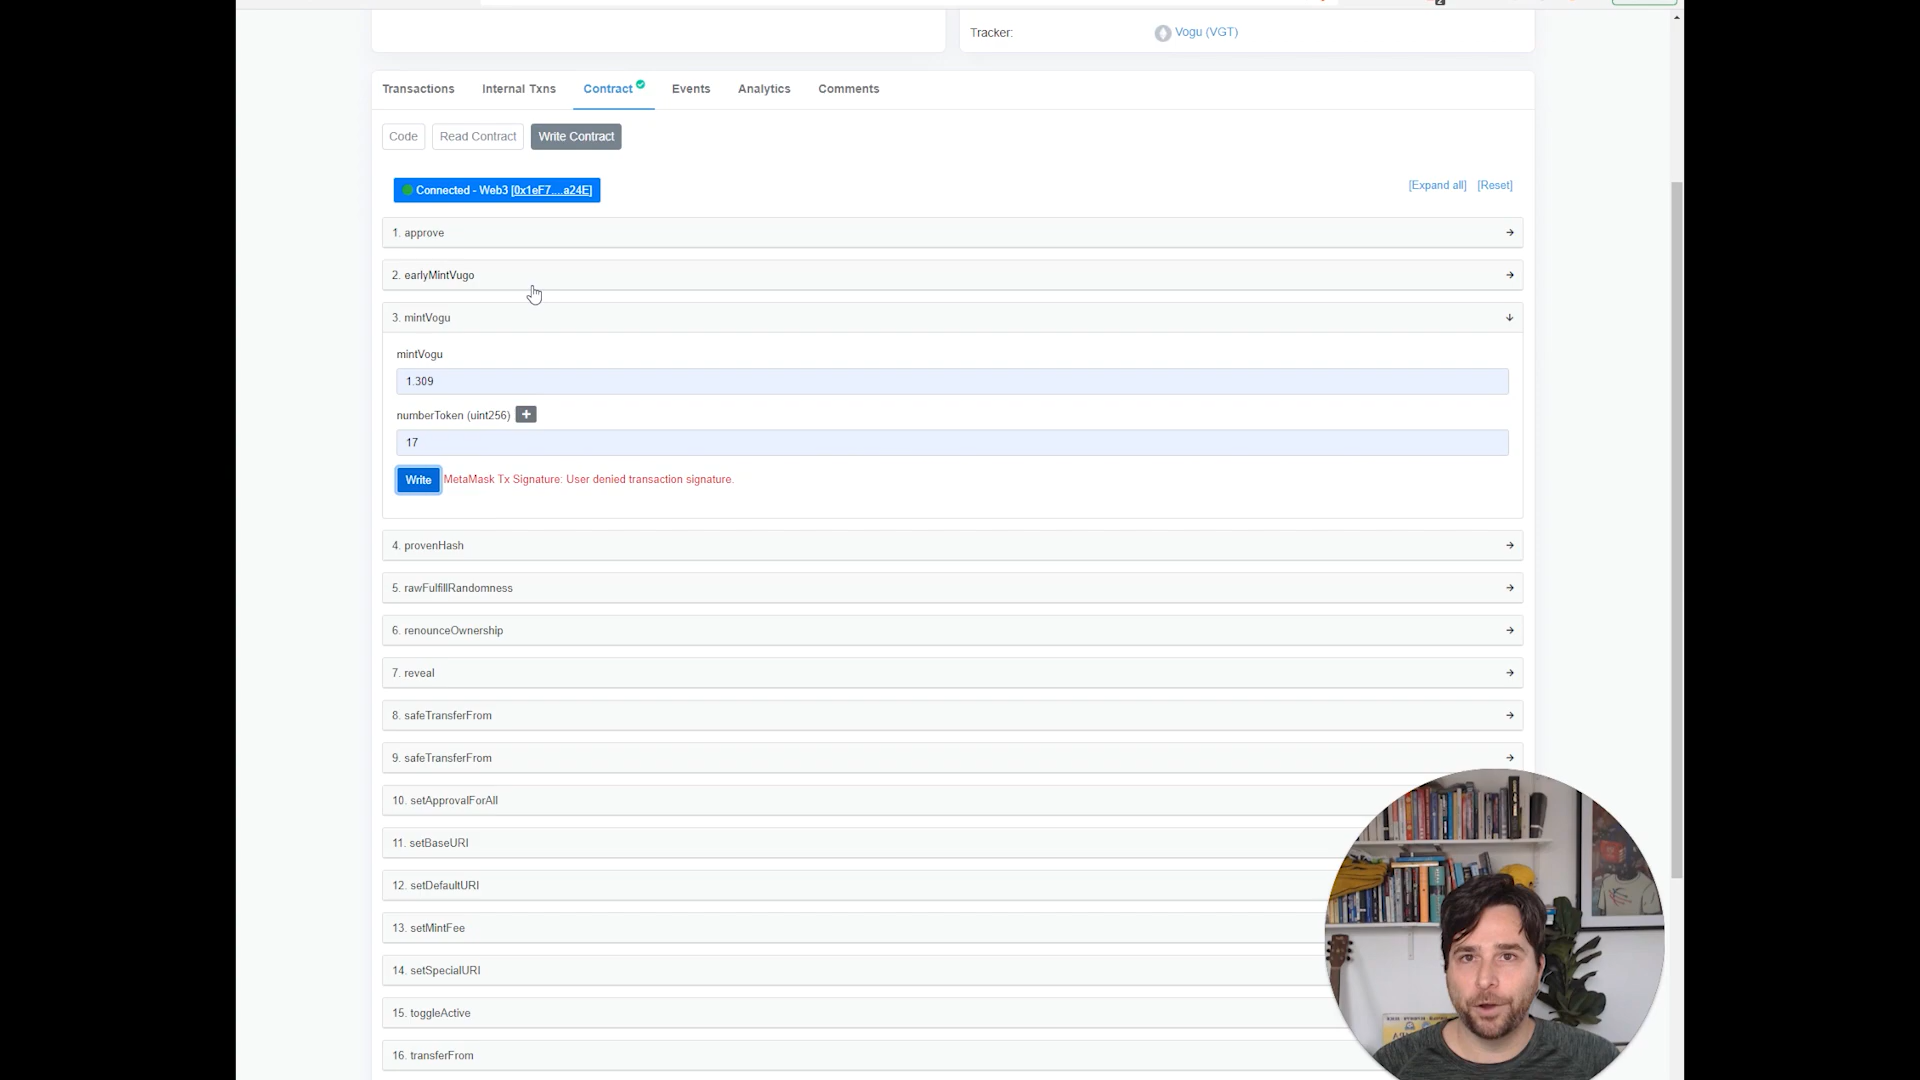 Tracker:
Vogu (VGT)
Transactions
Internal Txns
Contract
Events
Analytics
Comments
Code
Read Contract
Write Contract
Connected - Web3 [0x1eF7....a24E]
[Expand all]
[Reset]
1. approve
2. earlyMintVugo
3. mintVogu
mintVogu
1.309
numberToken (uint256)
17
Write
MetaMask Tx Signature: User denied transaction signature.
4. provenHash
5. rawFulfillRandomness
6. renounceOwnership
7. reveal
8. safeTransferFrom
9. safeTransferFrom
10. setApprovalForAll
11. setBaseURI
12. setDefaultURI
13. setMintFee
14. setSpecialURI
15. toggleActive
16. transferFrom